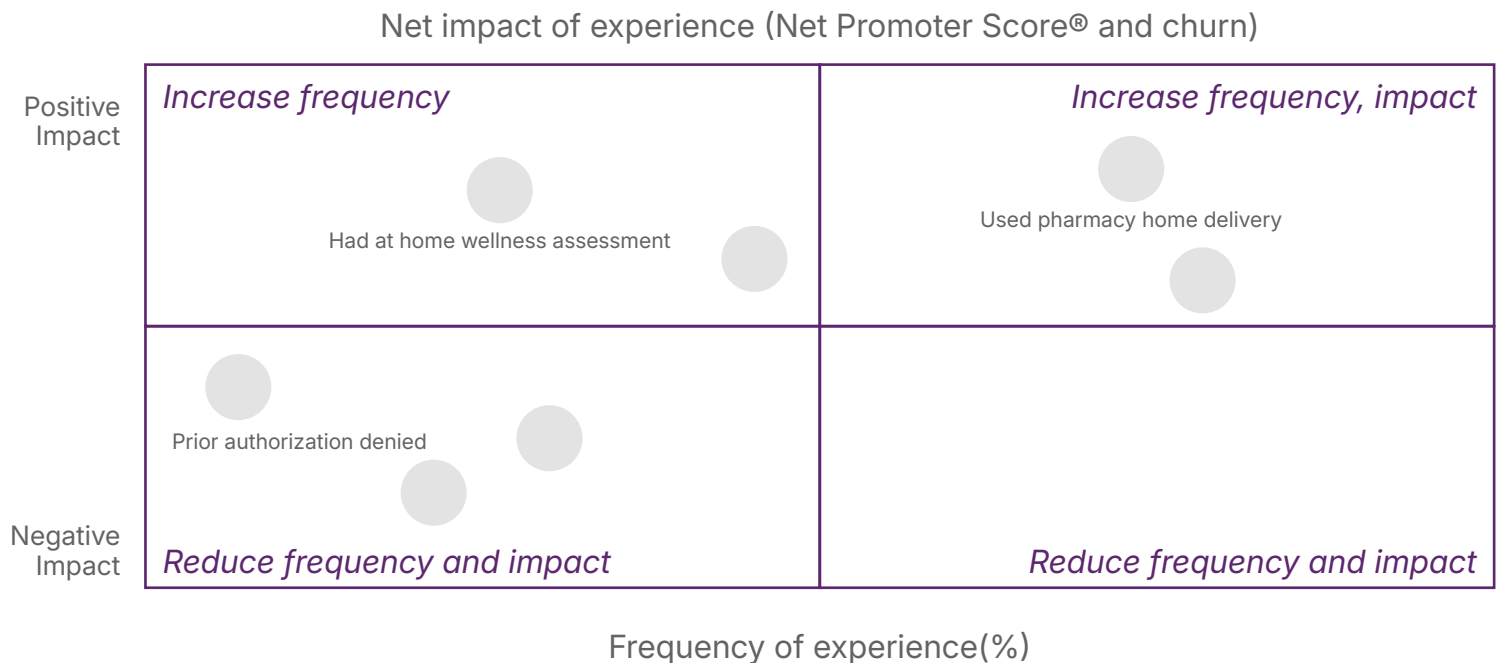 Net impact of experience (Net Promoter Score® and churn)
Positive
Impact
Increase frequency
Increase frequency, impact
Had at home wellness assessment
Used pharmacy home delivery
Prior authorization denied
Negative
Impact
Reduce frequency and impact
Reduce frequency and impact
Frequency of experience(%)